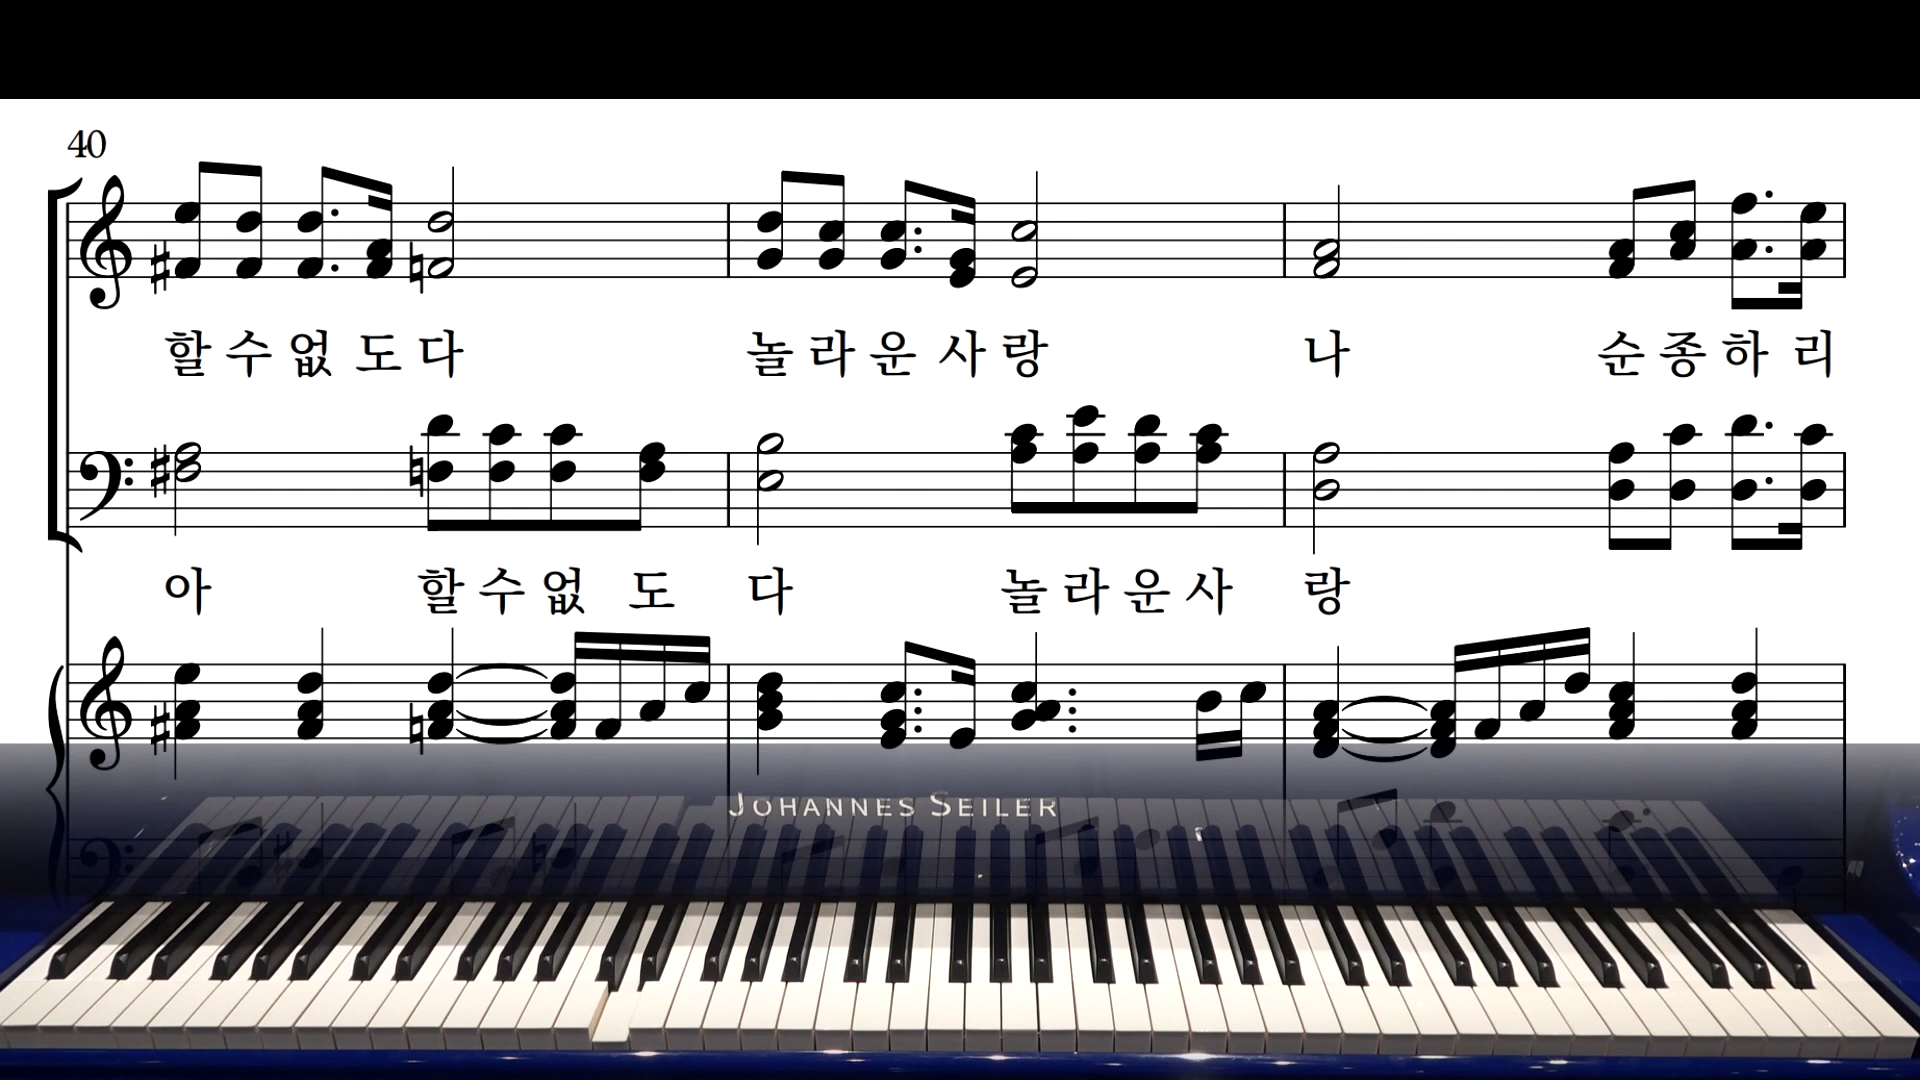 40
할 수 없 도 다 놀 라 운 사 랑 나 순 종 하 리
아 할 수 없 도 다 놀 라 운 사 랑
JOHANNES SEILER